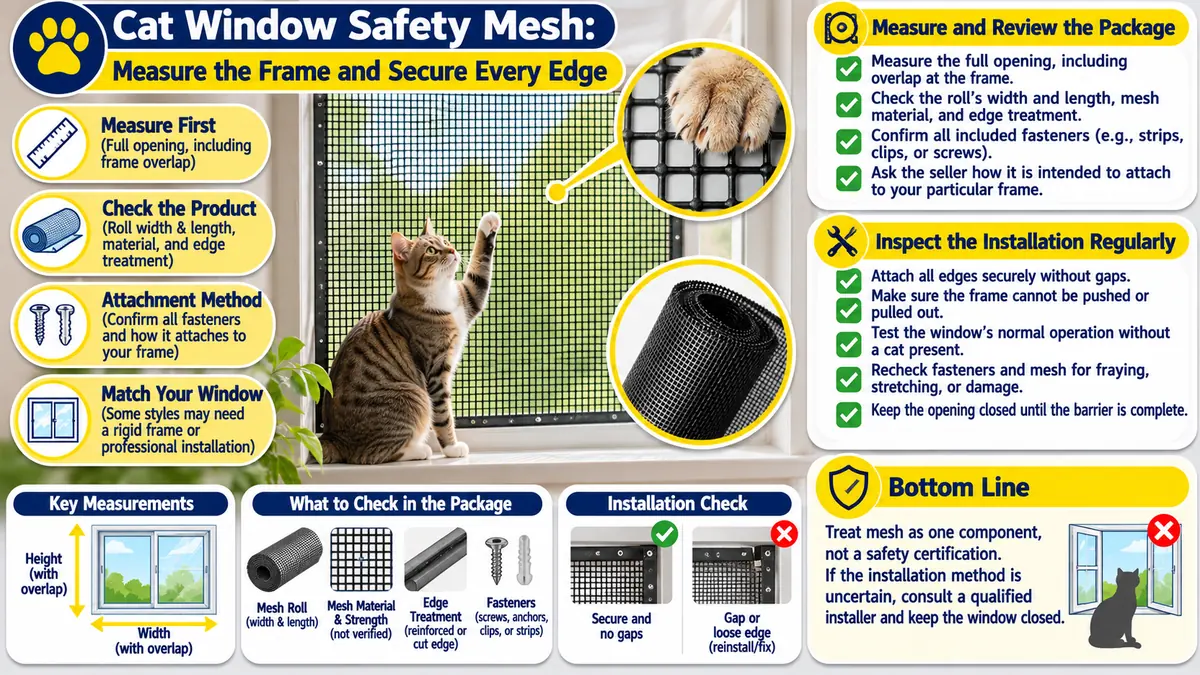 Cat Window Safety Mesh:
Measure the Frame and Secure Every Edge
Measure First
(Full opening, including
frame overlap)
Check the Product
(Roll width & length,
material, and edge
treatment)
Attachment Method
(Confirm all fasteners
and how it attaches to
your frame)
Match Your Window
(Some styles may need
a rigid frame or
professional installation)
Key Measurements
Height
(with
overlap)
Width
(with overlap)
What to Check in the Package
Mesh Roll
(width & length)
Mesh Material
& Strength
(not verified)
Edge
Treatment
(reinforced or
cut edge)
Fasteners
(screws, anchors,
clips, or strips)
Installation Check
Secure and
no gaps
Gap or
loose edge
(reinstall/fix)
Measure and Review the Package
Measure the full opening, including
overlap at the frame.
Check the roll's width and length, mesh
material, and edge treatment.
Confirm all included fasteners (e.g., strips,
clips, or screws).
Ask the seller how it is intended to attach
to your particular frame.
Inspect the Installation Regularly
Attach all edges securely without gaps.
Make sure the frame cannot be pushed or
pulled out.
Test the window's normal operation without
a cat present.
Recheck fasteners and mesh for fraying,
stretching, or damage.
Keep the opening closed until the barrier is complete.
Bottom Line
Treat mesh as one component,
not a safety certification.
If the installation method is
uncertain, consult a qualified
installer and keep the window closed.